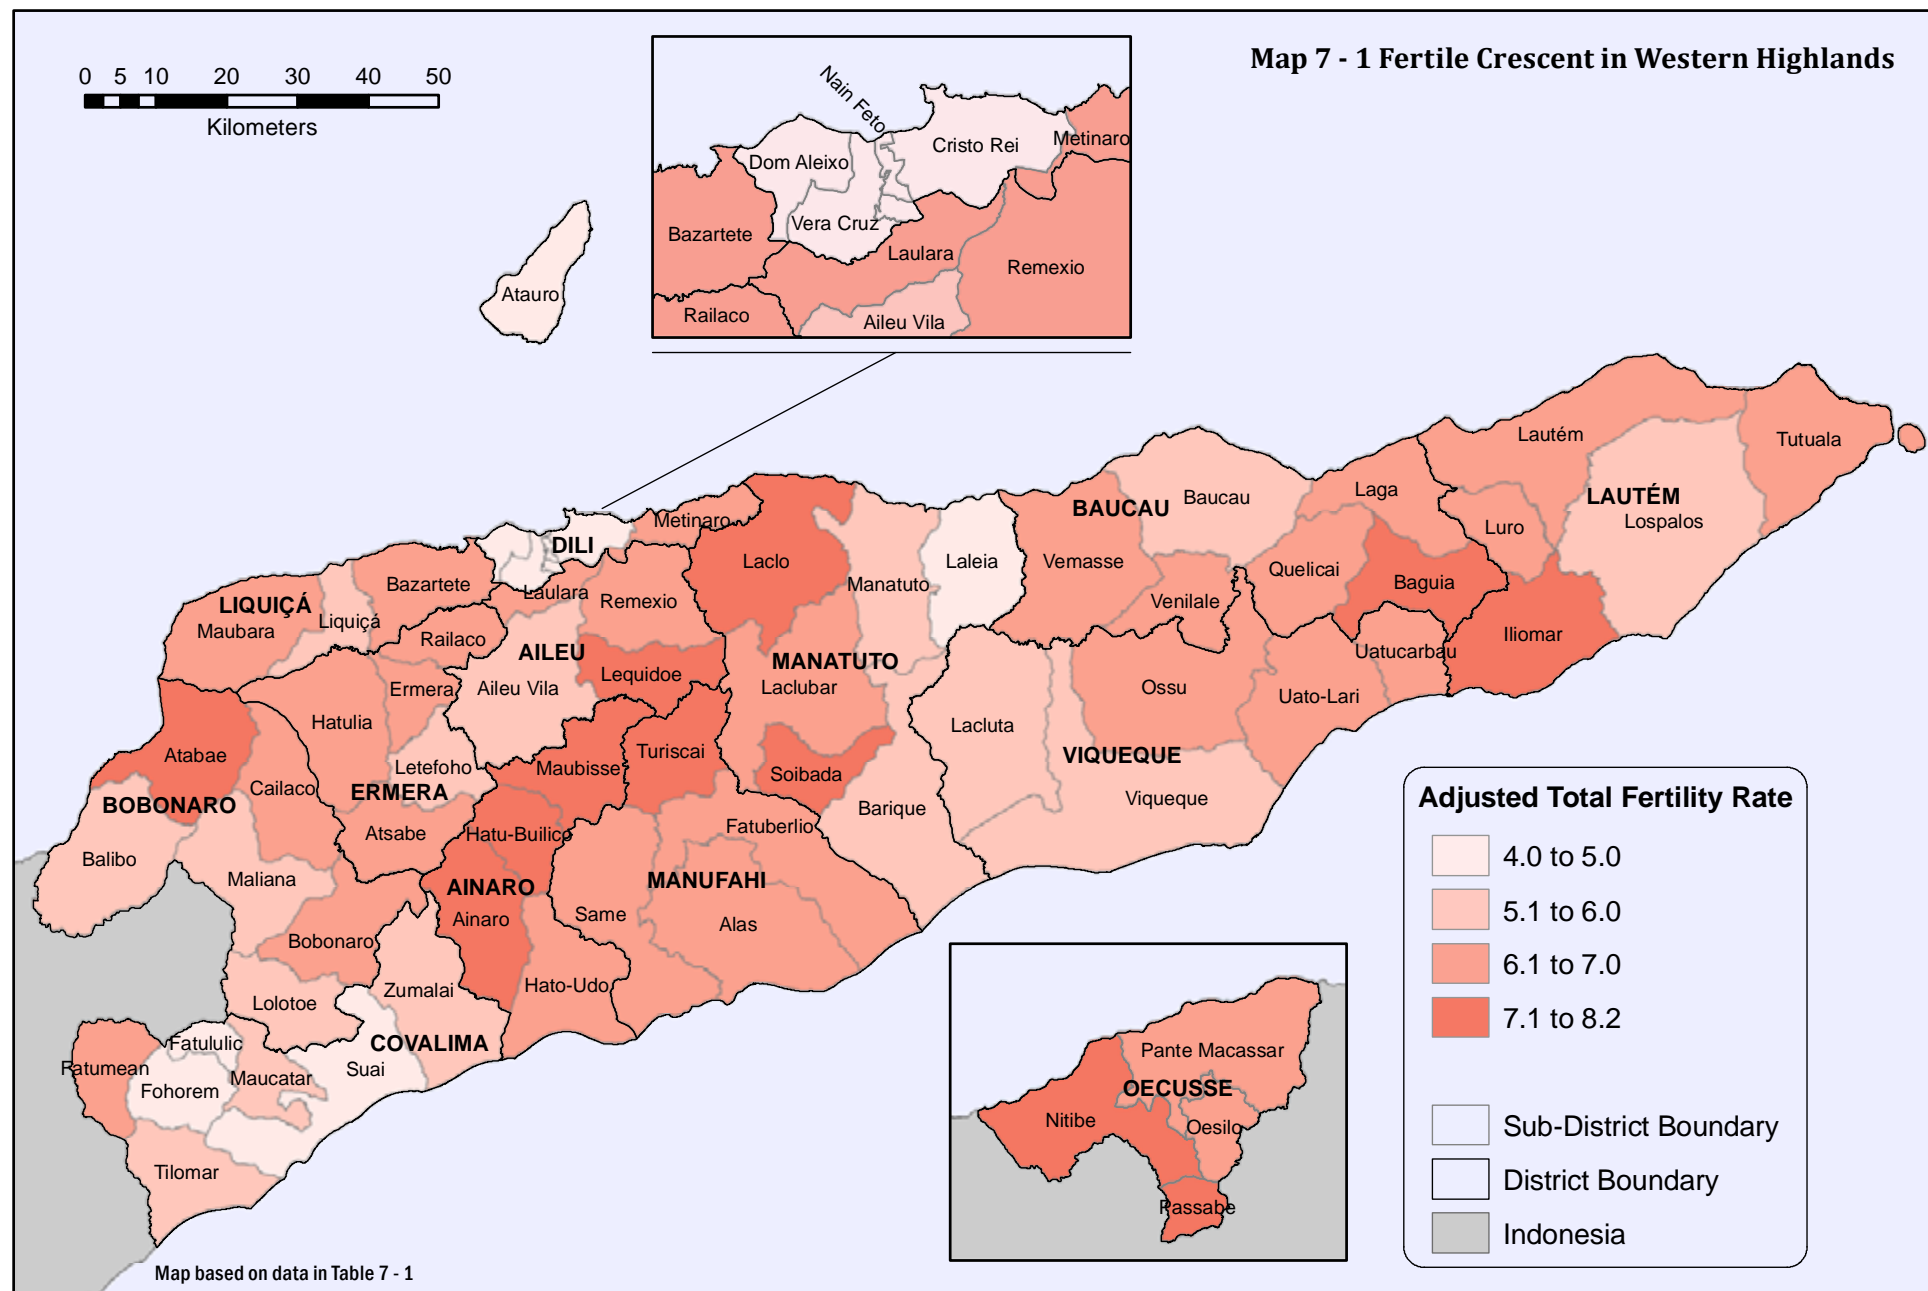 Map 7 - 1 Fertile Crescent in Western Highlands
0 5 10 20 30 40 50
Kilometers
Nain Feto
Cristo Rei
Metinaro
Dom Aleixo
Vera Cruz
Bazartete
Laulara
Remexio
Railaco
Aileu Vila
Atauro
Lautém
Tutuala
LAUTÉM
Lospalos
Laga
Luro
BAUCAU
Baucau
Metinaro
DILI
Laclo
Manatuto
Laleia
Vemasse
Venilale
Quelicai
Baguia
Iliomar
Uatucarbau
Bazartete
Laulara
Remexio
LIQUIÇÁ
Maubara
Liquiçá
Railaco
AILEU
Aileu Vila
Lequidoe
MANATUTO
Laclubar
Ossu
Uato-Lari
Ermera
Hatulia
Lacluta
VIQUEQUE
Viqueque
Atabae
Letefoho
Maubisse
Turiscai
Soibada
Barique
BOBONARO
Cailaco
ERMERA
Atsabe
Hatu-Builico
Fatuberlio
Balibo
Maliana
AINARO
Ainaro
MANUFAHI
Same
Alas
Bobonaro
Hato-Udo
Zumalai
Lolotoe
COVALIMA
Fatululic
Suai
Fatumean
Fohorem
Maucatar
Tilomar
Pante Macassar
OECUSSE
Nitibe
Oesilo
Passabe
Adjusted Total Fertility Rate
4.0 to 5.0
5.1 to 6.0
6.1 to 7.0
7.1 to 8.2
Sub-District Boundary
District Boundary
Indonesia
Map based on data in Table 7 - 1